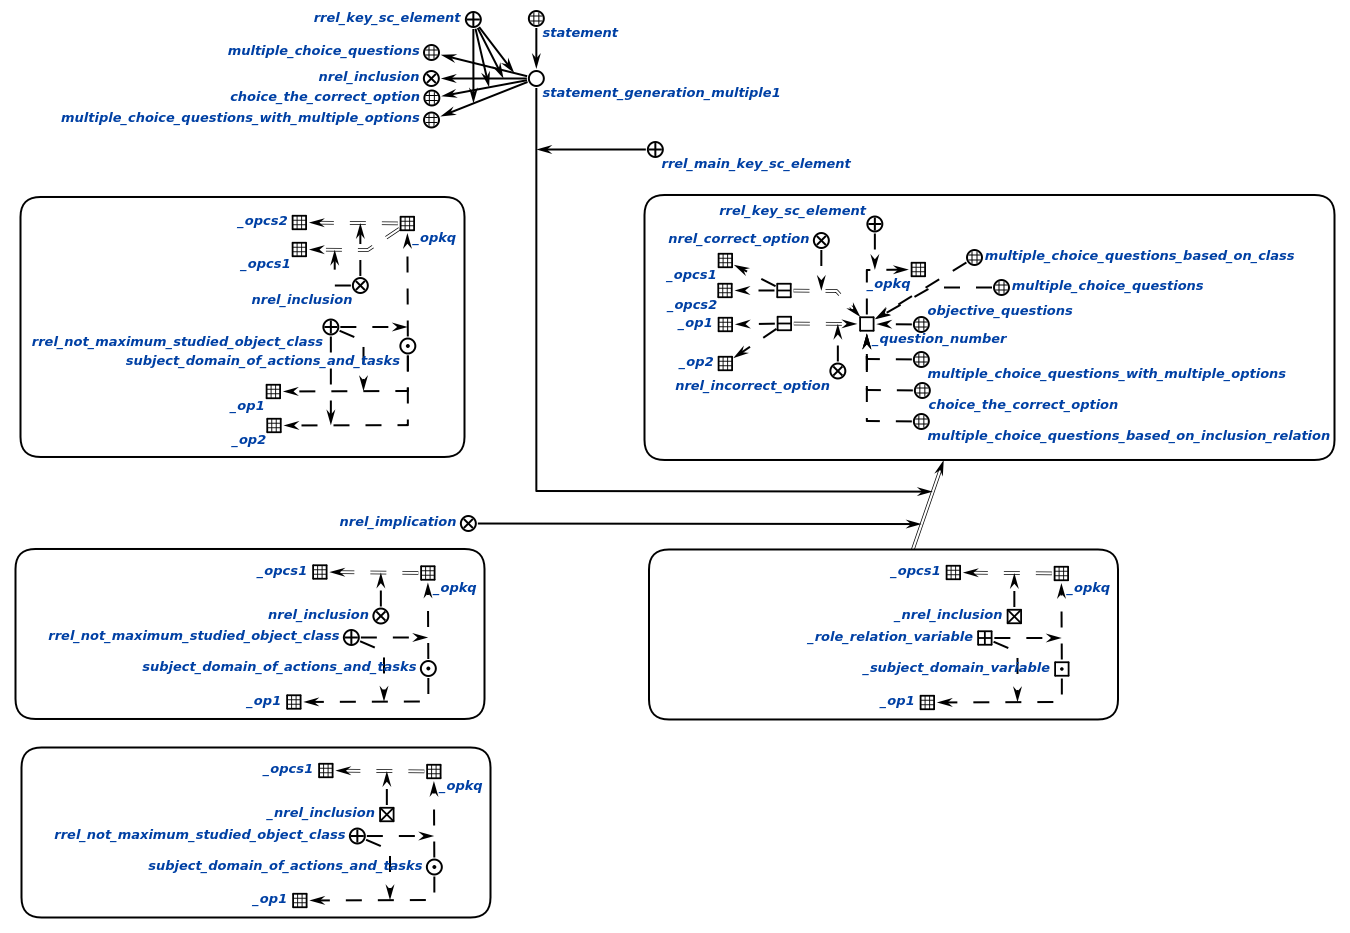 rrel_key_sc_element
statement
multiple_choice_questions
nrel_inclusion
choice_the_correct_option
statement_generation_multiple1
multiple_choice_questions_with_multiple_options
rrel_main_key_sc_element
_opcs2
_opkq
_opcs1
nrel_inclusion
rrel_not_maximum_studied_object_class
subject_domain_of_actions_and_tasks
_op1
_op2
rrel_key_sc_element
nrel_correct_option
multiple_choice_questions_based_on_class
_opcs1
_opkq
multiple_choice_questions
_opcs2
objective_questions
_op1
_question_number
_op2
multiple_choice_questions_with_multiple_options
nrel_incorrect_option
choice_the_correct_option
multiple_choice_questions_based_on_inclusion_relation
nrel_implication
_opcs1
_opkq
nrel_inclusion
rrel_not_maximum_studied_object_class
subject_domain_of_actions_and_tasks
_op1
_opcs1
_opkq
_nrel_inclusion
_role_relation_variable
_subject_domain_variable
_op1
_opcs1
_opkq
_nrel_inclusion
rrel_not_maximum_studied_object_class
subject_domain_of_actions_and_tasks
_op1